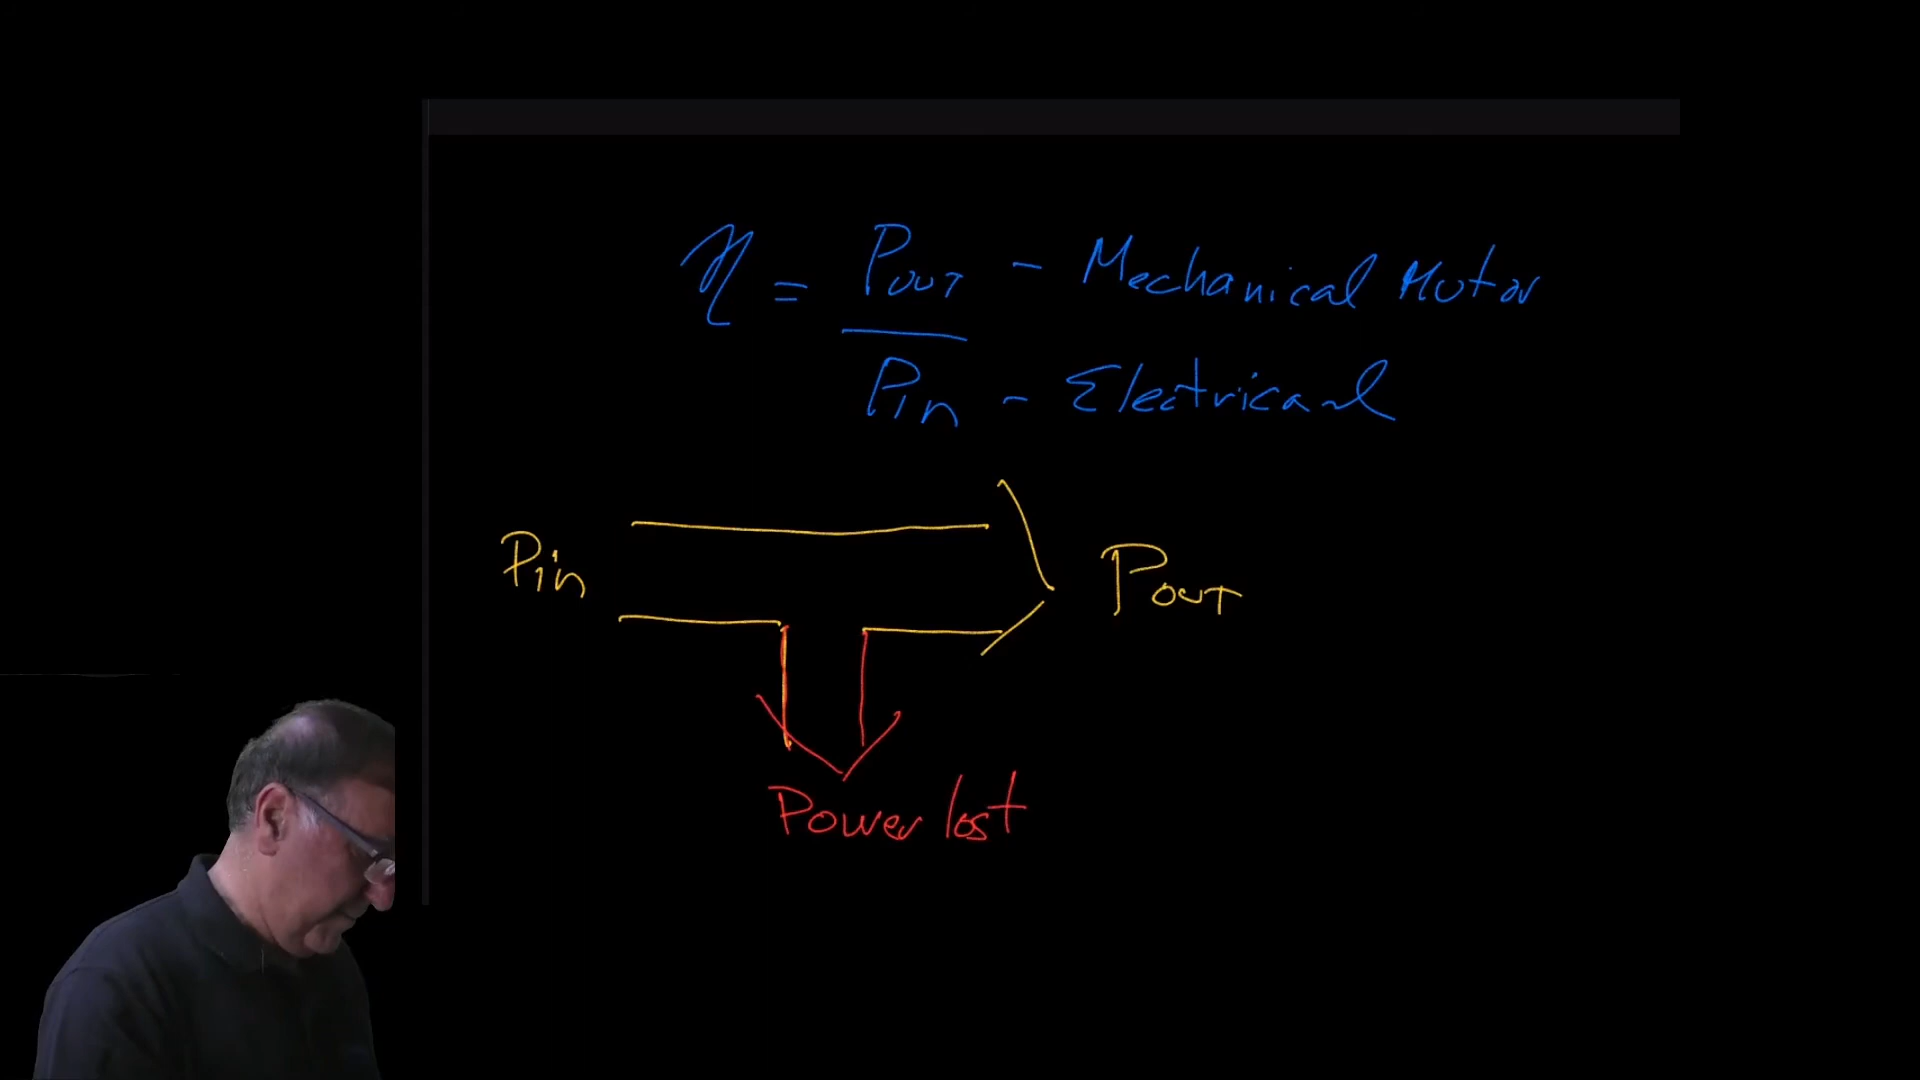 η = Pout - Mechanical Motor
Pin - Electrical
Pin
Pout
Power lost